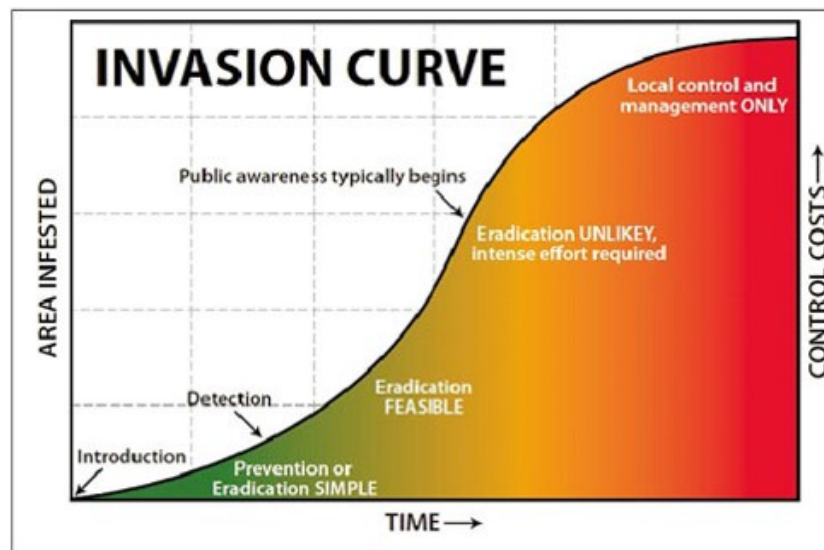 INVASION CURVE
Local control and
management ONLY
Public awareness typically begins
Eradication UNLIKEY,
intense effort required
Eradication
FEASIBLE
Detection
Introduction
Prevention or
Eradication SIMPLE
AREA INFESTED
CONTROL COSTS→
TIME→